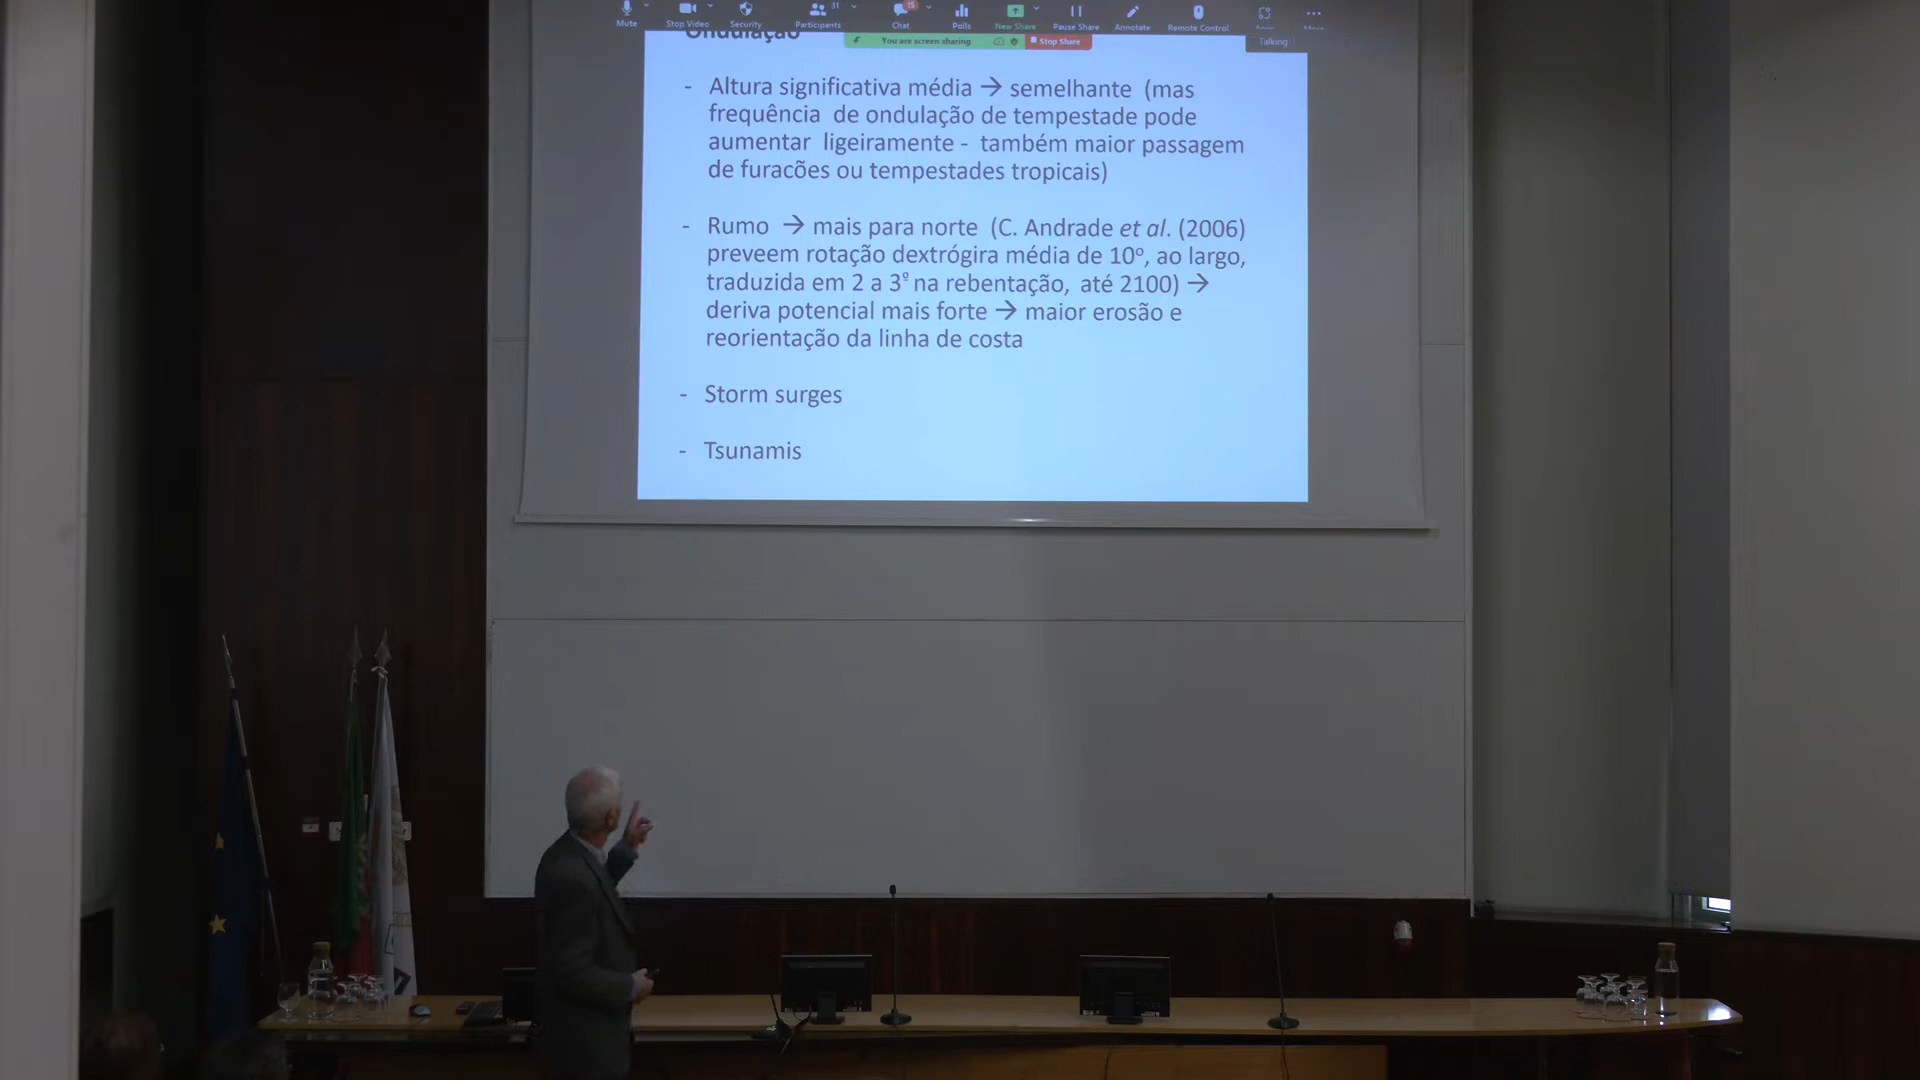 Mute
Stop Video
Security
Participants
31
Chat
15
Polls
New Share
Pause Share
Annotate
Remote Control
You are screen sharing
Stop Share
Talking:
Ondulação
- Altura significativa média → semelhante (mas
frequência de ondulação de tempestade pode
aumentar ligeiramente - também maior passagem
de furacões ou tempestades tropicais)
- Rumo → mais para norte (C. Andrade et al. (2006)
preveem rotação dextrógira média de 10º, ao largo,
traduzida em 2 a 3º na rebentação, até 2100) →
deriva potencial mais forte → maior erosão e
reorientação da linha de costa
- Storm surges
- Tsunamis